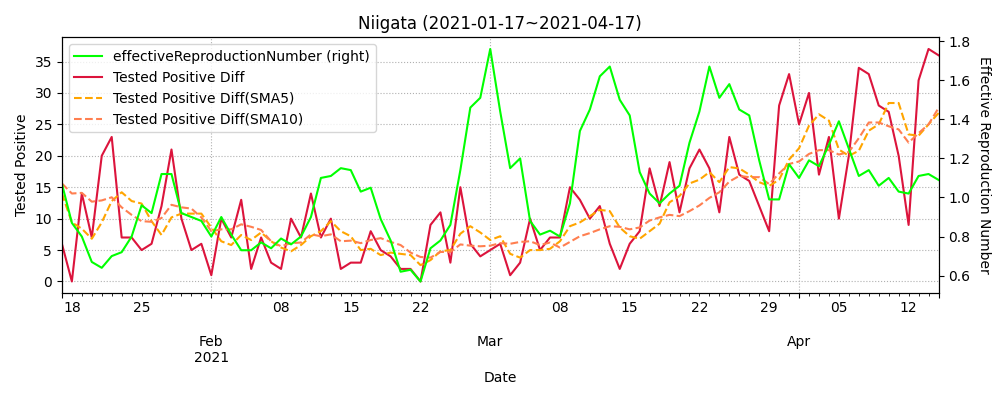 Niigata (2021-01-17~2021-04-17)
effectiveReproductionNumber (right)
Tested Positive Diff
Tested Positive Diff(SMA5)
Tested Positive Diff(SMA10)
Tested Positive
35
30
25
20
15
10
5
0
1.8
1.6
1.4
1.2
1.0
0.8
0.6
Effective Reproduction Number
18 25 08 15 22 08 15 22 29 05 12
Feb Mar Apr
2021
Date